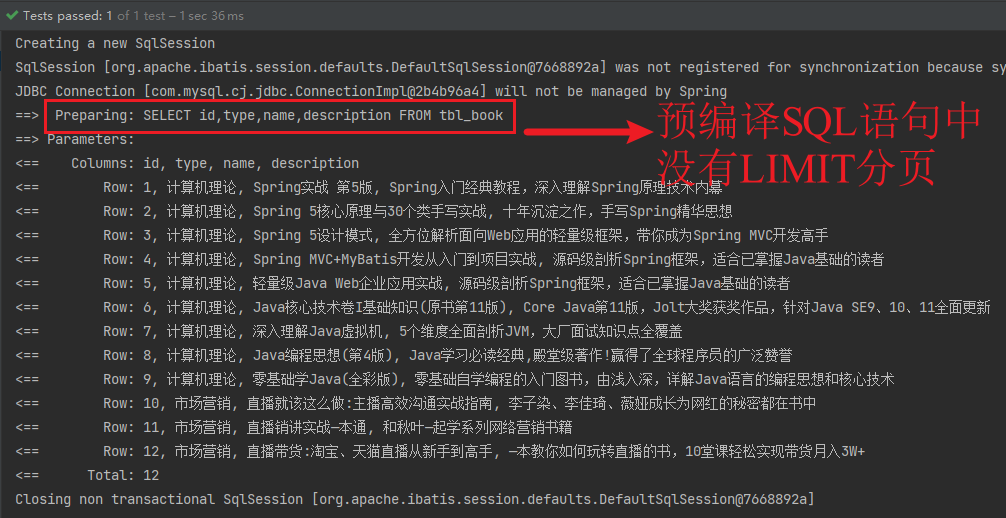 Tests passed: 1 of 1 test – 1 sec 36 ms
Creating a new SqlSession
SqlSession [org.apache.ibatis.session.defaults.DefaultSqlSession@7668892a] was not registered for synchronization because sy
JDBC Connection [com.mysql.cj.jdbc.ConnectionImpl@2b4b96a4] will not be managed by Spring
==> Preparing: SELECT id,type,name,description FROM tbl_book
预编译SQL语句中
没有LIMIT分页
==> Parameters:
<== Columns: id, type, name, description
<== Row: 1, 计算机理论, Spring实战 第5版, Spring入门经典教程，深入理解Spring原理技术内幕
<== Row: 2, 计算机理论, Spring 5核心原理与30个类手写实战, 十年沉淀之作，手写Spring精华思想
<== Row: 3, 计算机理论, Spring 5设计模式, 全方位解析面向Web应用的轻量级框架，带你成为Spring MVC开发高手
<== Row: 4, 计算机理论, Spring MVC+MyBatis开发从入门到项目实战, 源码级剖析Spring框架，适合已掌握Java基础的读者
<== Row: 5, 计算机理论, 轻量级Java Web企业应用实战, 源码级剖析Spring框架，适合已掌握Java基础的读者
<== Row: 6, 计算机理论, Java核心技术卷I基础知识(原书第11版), Core Java第11版，Jolt大奖获奖作品，针对Java SE9、10、11全面更新
<== Row: 7, 计算机理论, 深入理解Java虚拟机, 5个维度全面剖析JVM，大厂面试知识点全覆盖
<== Row: 8, 计算机理论, Java编程思想(第4版), Java学习必读经典,殿堂级著作!赢得了全球程序员的广泛赞誉
<== Row: 9, 计算机理论, 零基础学Java(全彩版), 零基础自学编程的入门图书，由浅入深，详解Java语言的编程思想和核心技术
<== Row: 10, 市场营销, 直播就该这么做:主播高效沟通实战指南, 李子柒、李佳琦、薇娅成长为网红的秘密都在书中
<== Row: 11, 市场营销, 直播销讲实战一本通, 和秋叶一起学系列网络营销书籍
<== Row: 12, 市场营销, 直播带货:淘宝、天猫直播从新手到高手, 一本教你如何玩转直播的书，10堂课轻松实现带货月入3W+
<== Total: 12
Closing non transactional SqlSession [org.apache.ibatis.session.defaults.DefaultSqlSession@7668892a]